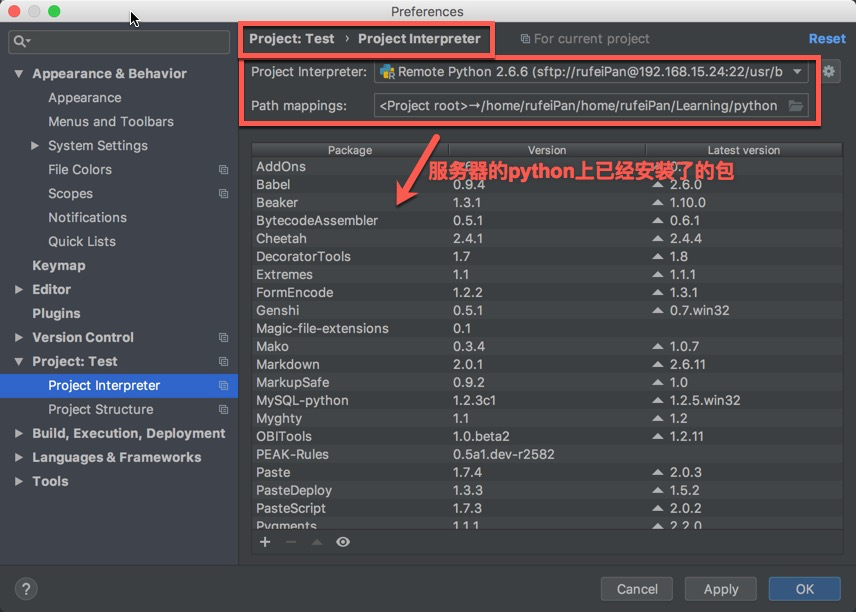 Preferences
Project: Test › Project Interpreter
For current project
Reset
Appearance & Behavior
Appearance
Menus and Toolbars
System Settings
File Colors
Scopes
Notifications
Quick Lists
Keymap
Editor
Plugins
Version Control
Project: Test
Project Interpreter
Project Structure
Build, Execution, Deployment
Languages & Frameworks
Tools
Project Interpreter: Remote Python 2.6.6 (sftp://rufeiPan@192.168.15.24:22/usr/b
Path mappings: <Project root>→/home/rufeiPan/home/rufeiPan/Learning/python
Package Version Latest version
服务器的python上已经安装了的包
AddOns
Babel 0.9.4 2.6.0
Beaker 1.3.1 1.10.0
BytecodeAssembler 0.5.1 0.6.1
Cheetah 2.4.1 2.4.4
DecoratorTools 1.7 1.8
Extremes 1.1 1.1.1
FormEncode 1.2.2 1.3.1
Genshi 0.5.1 0.7.win32
Magic-file-extensions 0.1
Mako 0.3.4 1.0.7
Markdown 2.0.1 2.6.11
MarkupSafe 0.9.2 1.0
MySQL-python 1.2.3c1 1.2.5.win32
Myghty 1.1 1.2
OBITools 1.0.beta2 1.2.11
PEAK-Rules 0.5a1.dev-r2582
Paste 1.7.4 2.0.3
PasteDeploy 1.3.3 1.5.2
PasteScript 1.7.3 2.0.2
Pygments 1.1.1 2.2.0
Cancel
Apply
OK